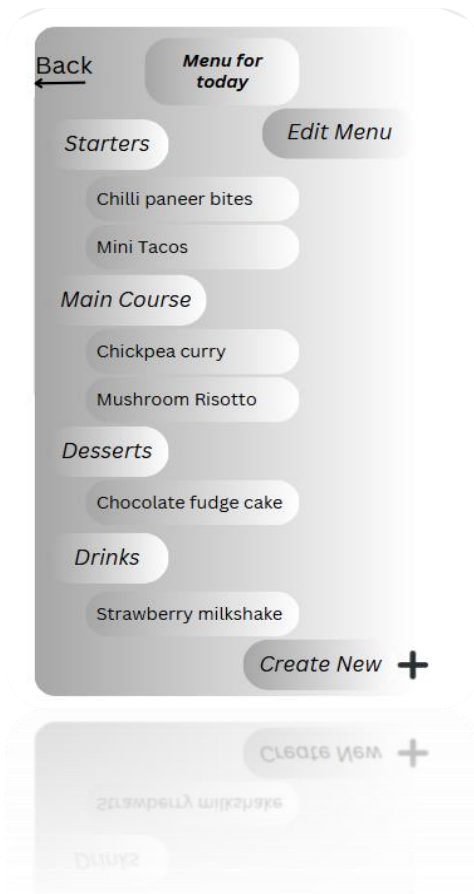 Back
Menu for
today
Edit Menu
Starters
Chilli paneer bites
Mini Tacos
Main Course
Chickpea curry
Mushroom Risotto
Desserts
Chocolate fudge cake
Drinks
Strawberry milkshake
Create New +
Create New +
Strawberry milkshake
Drinks